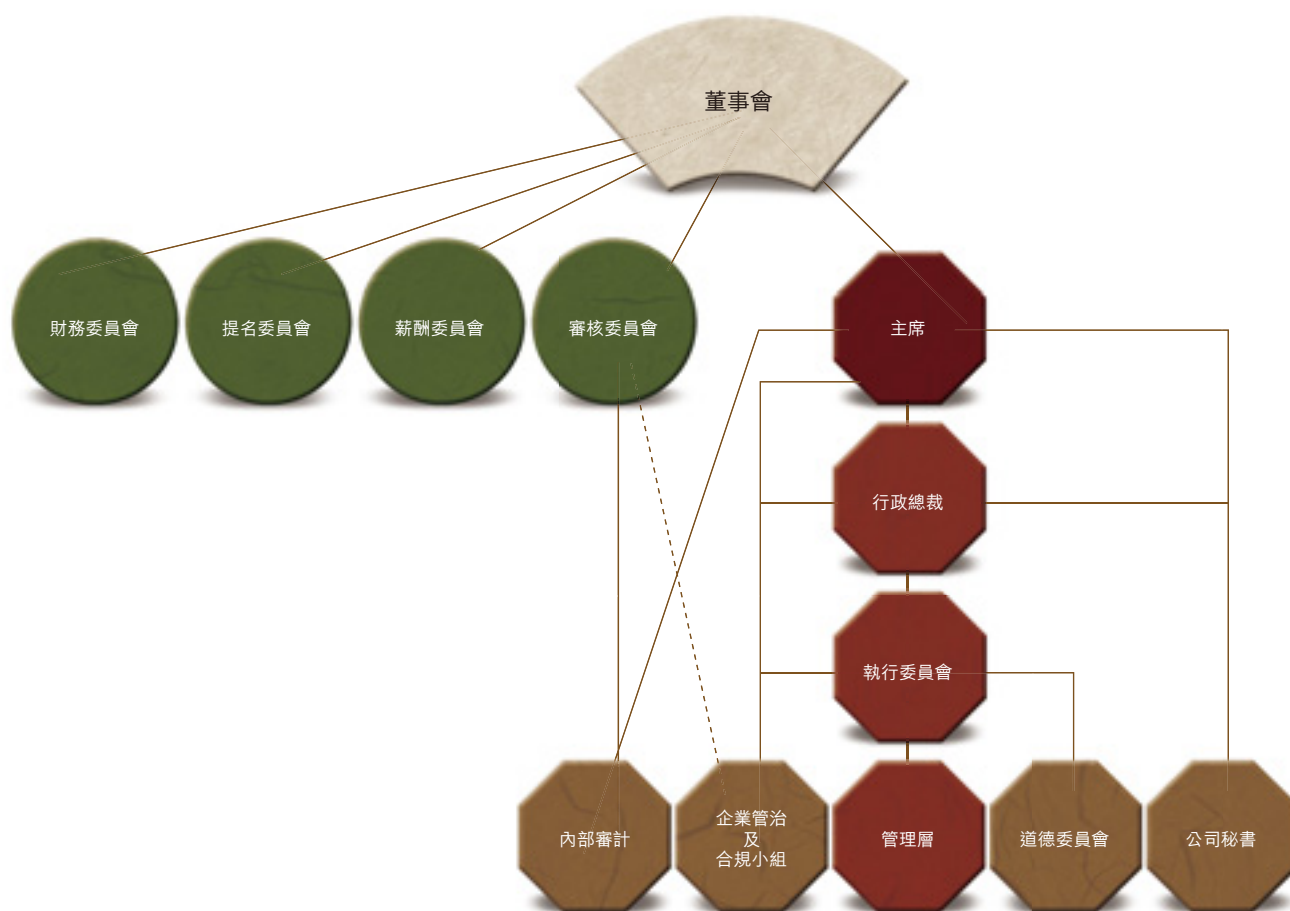 董事會
財務委員會
提名委員會
薪酬委員會
審核委員會
主席
行政總裁
執行委員會
內部審計
企業管治
及
合規小組
管理層
道德委員會
公司秘書